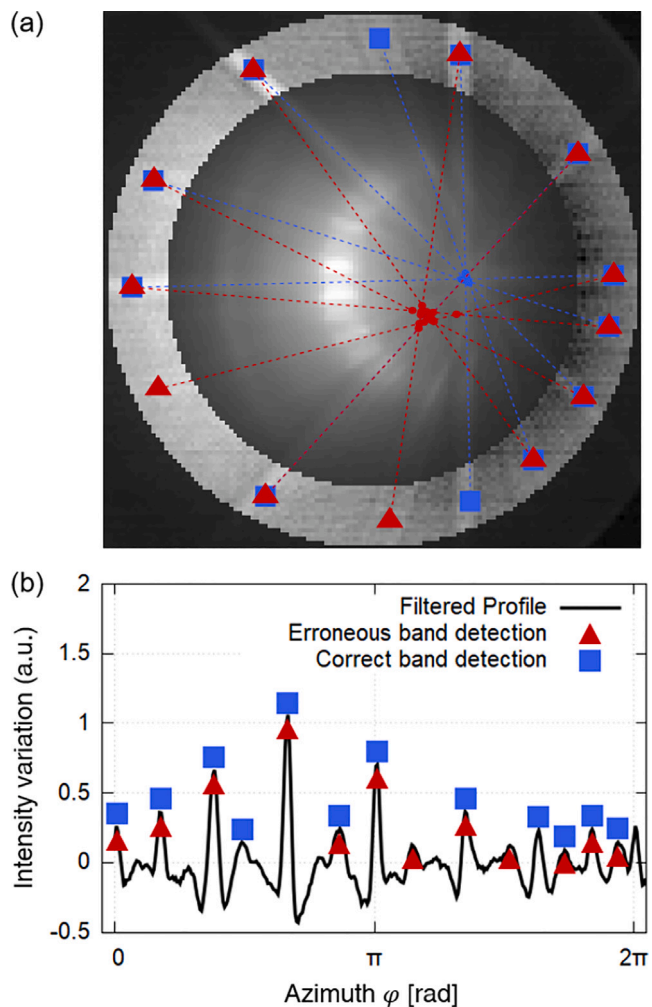 (a)
(b)
2
Filtered Profile
1.5
Erroneous band detection
Correct band detection
1
0.5
0
-0.5
Intensity variation (a.u.)
0 π 2π
Azimuth φ [rad]